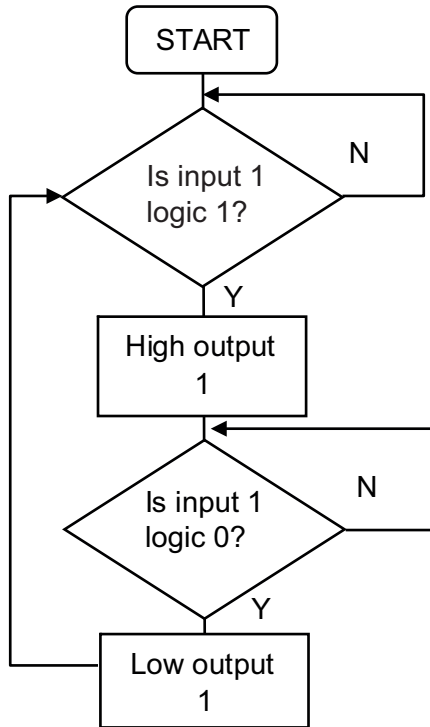 START
N
Is input 1
logic 1?
Y
High output
1
N
Is input 1
logic 0?
Y
Low output
1